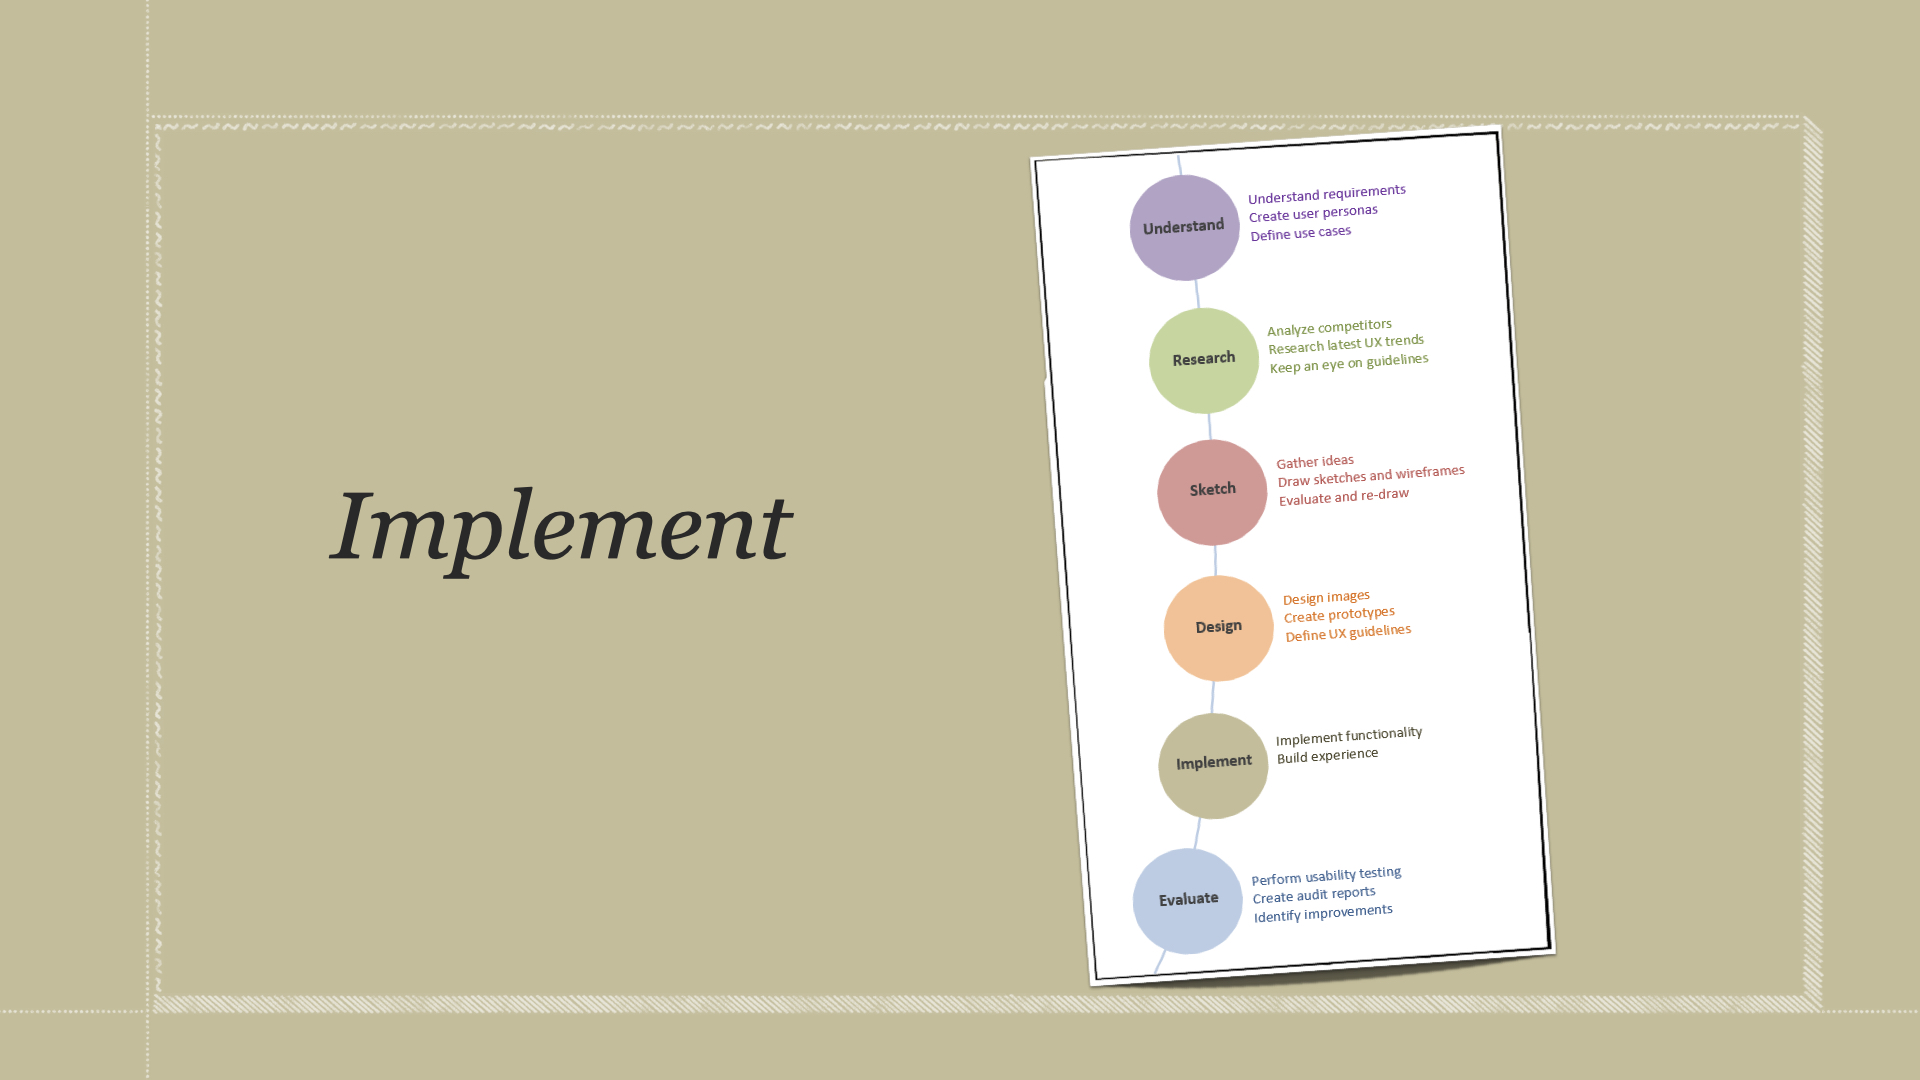 Implement
Understand
Understand requirements
Create user personas
Define use cases
Research
Analyze competitors
Research latest UX trends
Keep an eye on guidelines
Sketch
Gather ideas
Draw sketches and wireframes
Evaluate and re-draw
Design
Design images
Create prototypes
Define UX guidelines
Implement
Implement functionality
Build experience
Evaluate
Perform usability testing
Create audit reports
Identify improvements